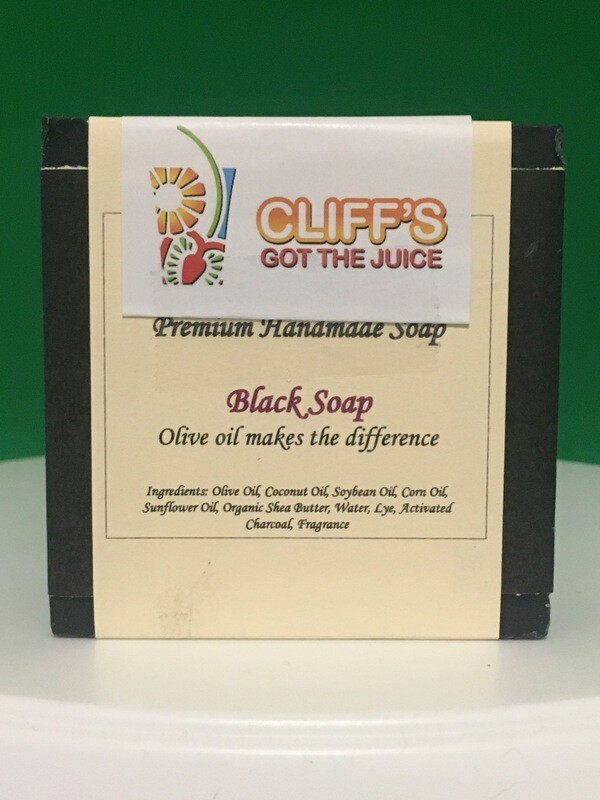 CLIFF'S
GOT THE JUICE
Premium Handmade Soap
Black Soap
Olive oil makes the difference
Ingredients: Olive Oil, Coconut Oil, Soybean Oil, Corn Oil,
Sunflower Oil, Organic Shea Butter, Water, Lye, Activated
Charcoal, Fragrance